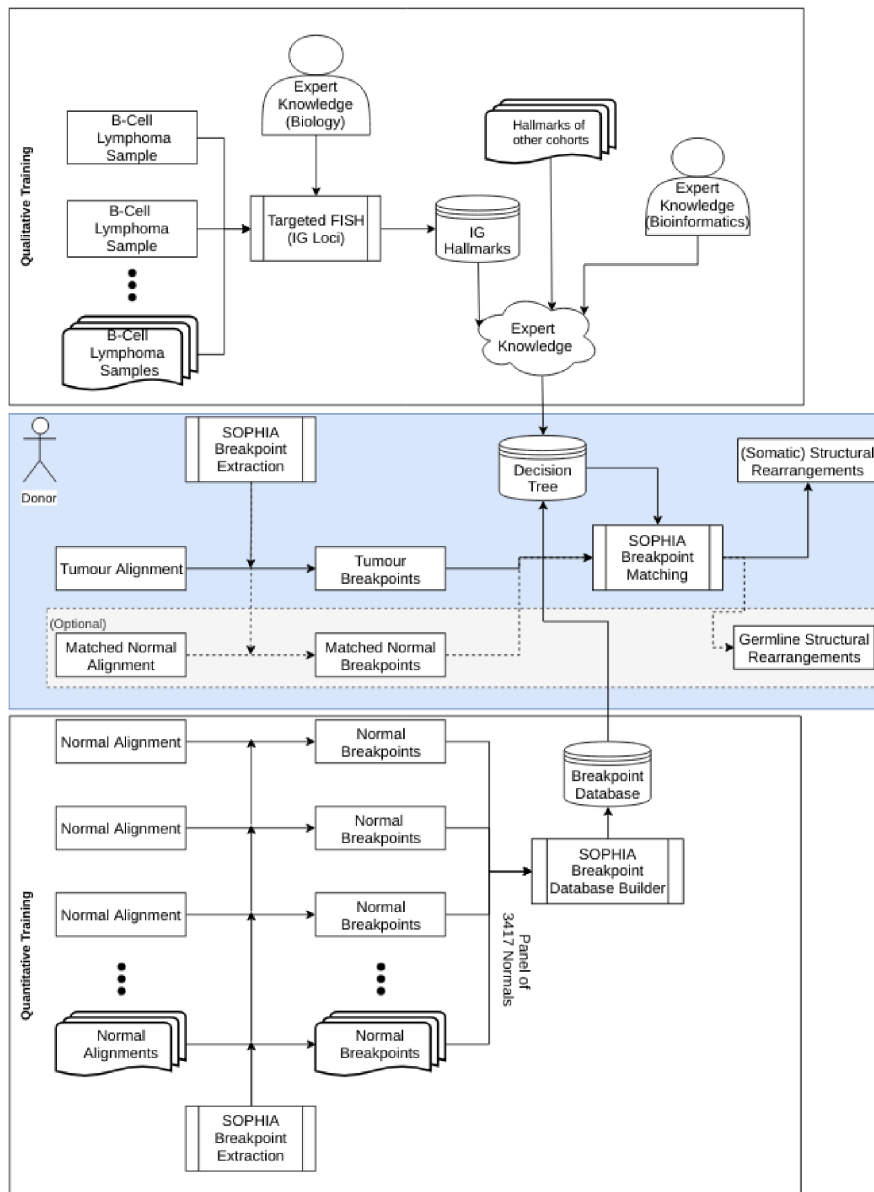 Qualitative Training
Expert
Knowledge
(Biology)
B-Cell
Lymphoma
Sample
Hallmarks of
other cohorts
Expert
Knowledge
(Bioinformatics)
B-Cell
Lymphoma
Sample
Targeted FISH
(IG Loci)
IG
Hallmarks
B-Cell
Lymphoma
Samples
Expert
Knowledge
Donor
SOPHIA
Breakpoint
Extraction
Decision
Tree
(Somatic) Structural
Rearrangements
Tumour Alignment
Tumour
Breakpoints
SOPHIA
Breakpoint
Matching
(Optional)
Matched Normal
Alignment
Matched Normal
Breakpoints
Germline Structural
Rearrangements
Quantitative Training
Normal Alignment
Normal
Breakpoints
Breakpoint
Database
Normal Alignment
Normal
Breakpoints
SOPHIA
Breakpoint
Database Builder
Normal Alignment
Normal
Breakpoints
Panel of
3417 Normals
Normal
Alignments
Normal
Breakpoints
SOPHIA
Breakpoint
Extraction